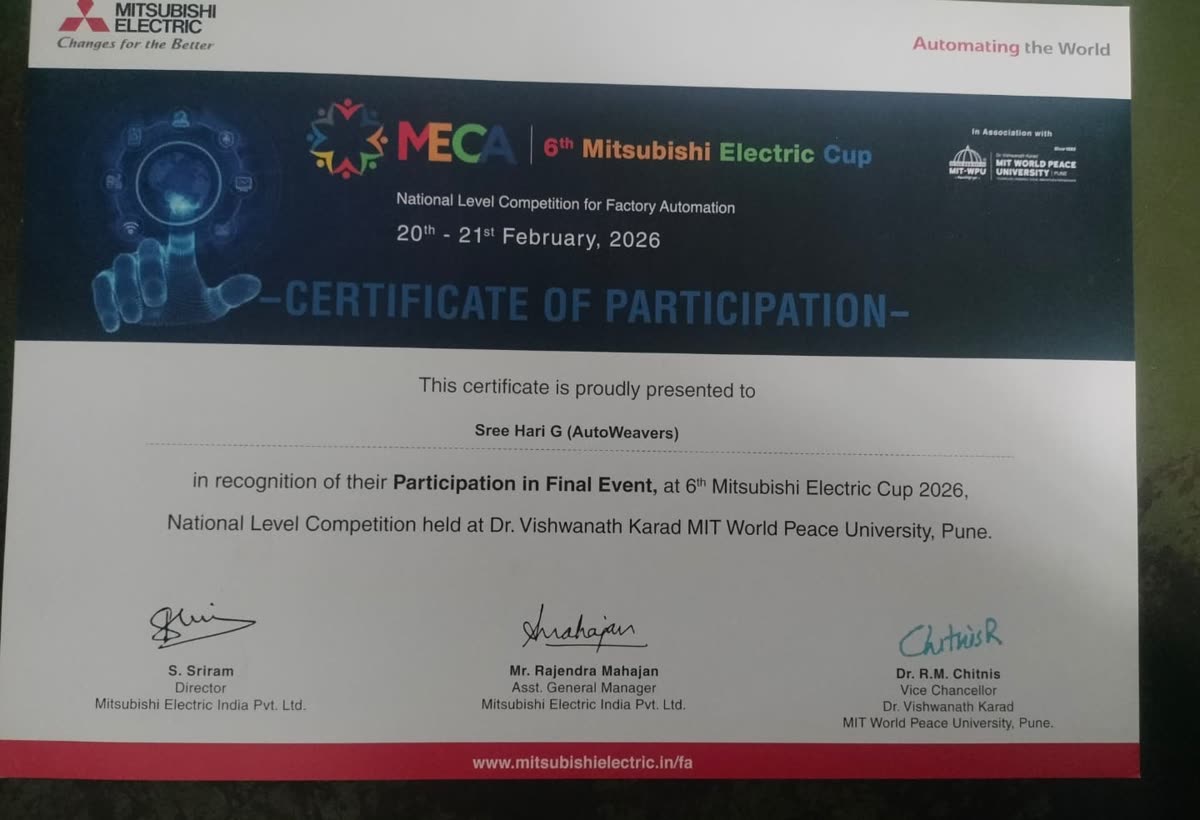 MITSUBISHI
ELECTRIC
Changes for the Better
Automating the World
MECA | 6th Mitsubishi Electric Cup
In Association with
MIT-WPU
MIT WORLD PEACE
UNIVERSITY | PUNE
National Level Competition for Factory Automation
20th - 21st February, 2026
–CERTIFICATE OF PARTICIPATION–
This certificate is proudly presented to
Sree Hari G (AutoWeavers)
in recognition of their Participation in Final Event, at 6th Mitsubishi Electric Cup 2026,
National Level Competition held at Dr. Vishwanath Karad MIT World Peace University, Pune.
ChitnisR
S. Sriram
Director
Mitsubishi Electric India Pvt. Ltd.
Mr. Rajendra Mahajan
Asst. General Manager
Mitsubishi Electric India Pvt. Ltd.
Dr. R.M. Chitnis
Vice Chancellor
Dr. Vishwanath Karad
MIT World Peace University, Pune.
www.mitsubishielectric.in/fa